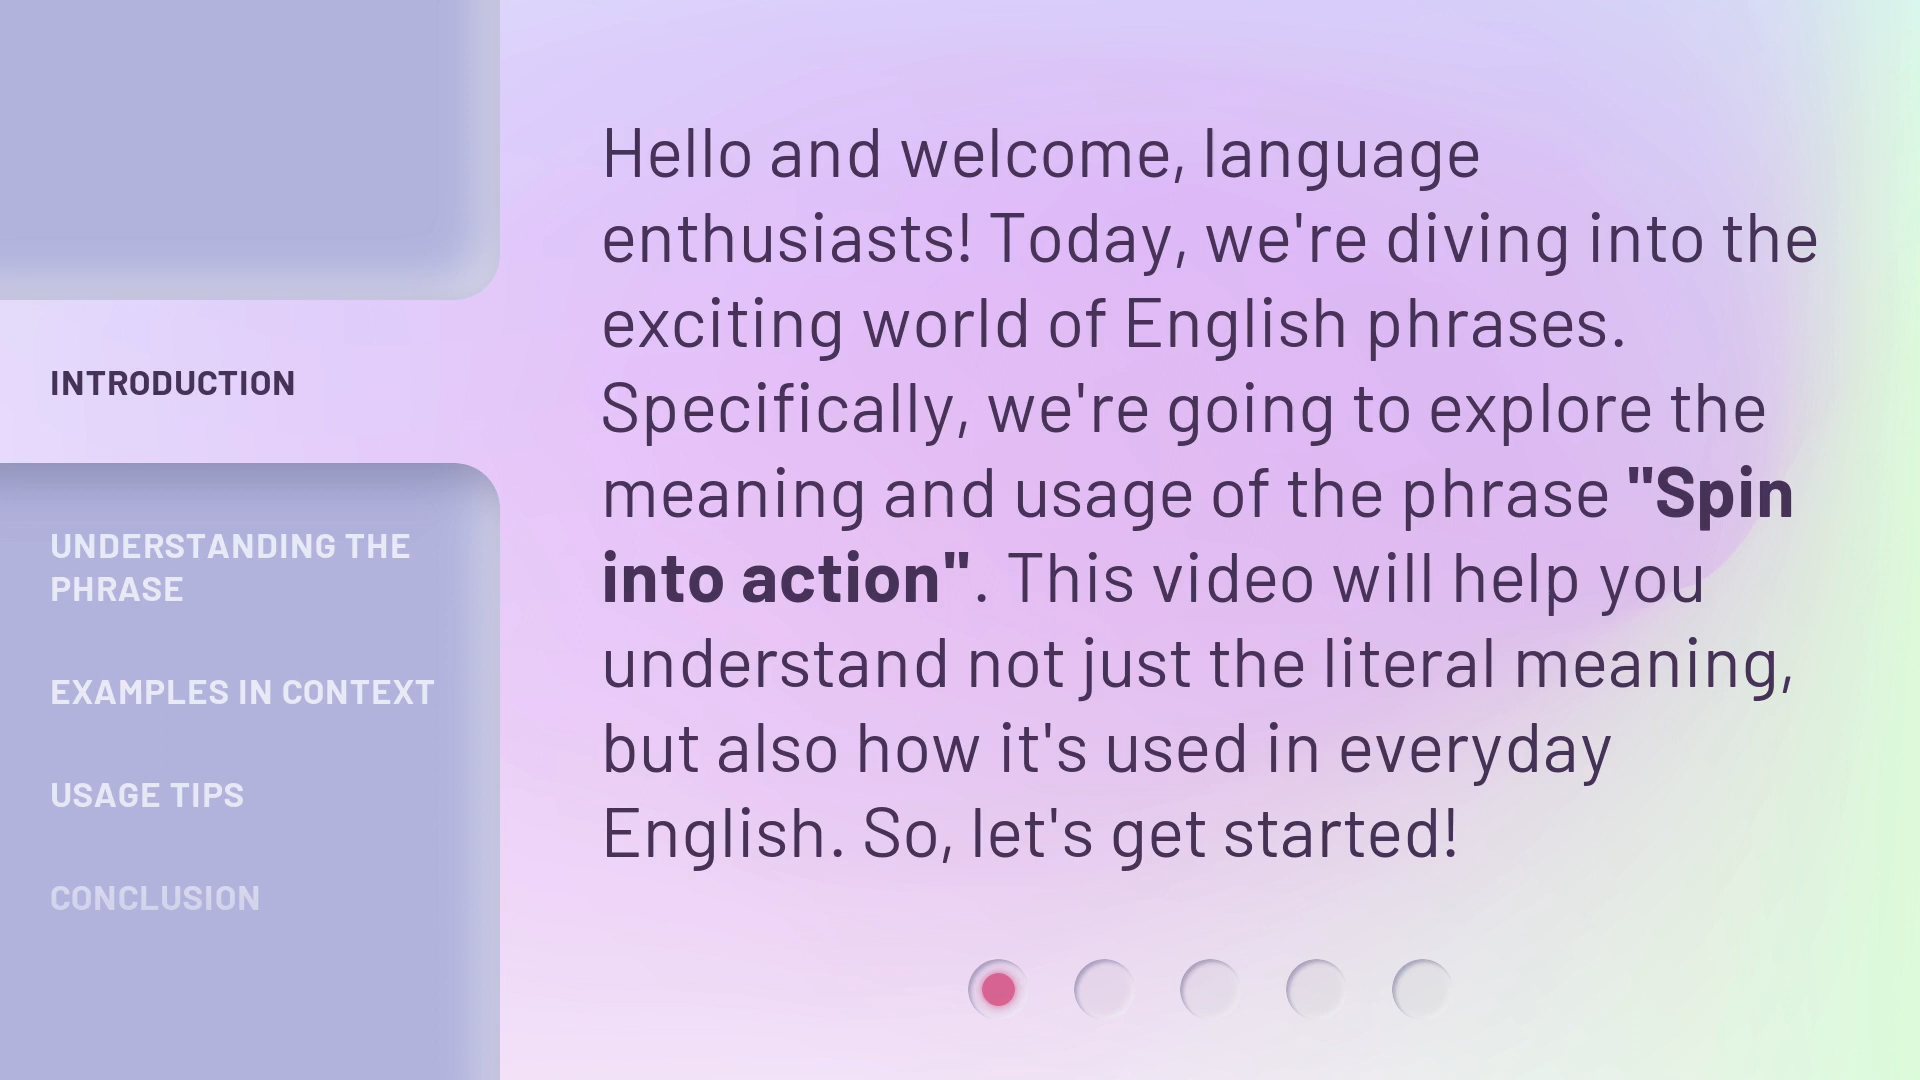 INTRODUCTION
UNDERSTANDING THE
PHRASE
EXAMPLES IN CONTEXT
USAGE TIPS
CONCLUSION
Hello and welcome, language
enthusiasts! Today, we're diving into the
exciting world of English phrases.
Specifically, we're going to explore the
meaning and usage of the phrase "Spin
into action". This video will help you
understand not just the literal meaning,
but also how it's used in everyday
English. So, let's get started!